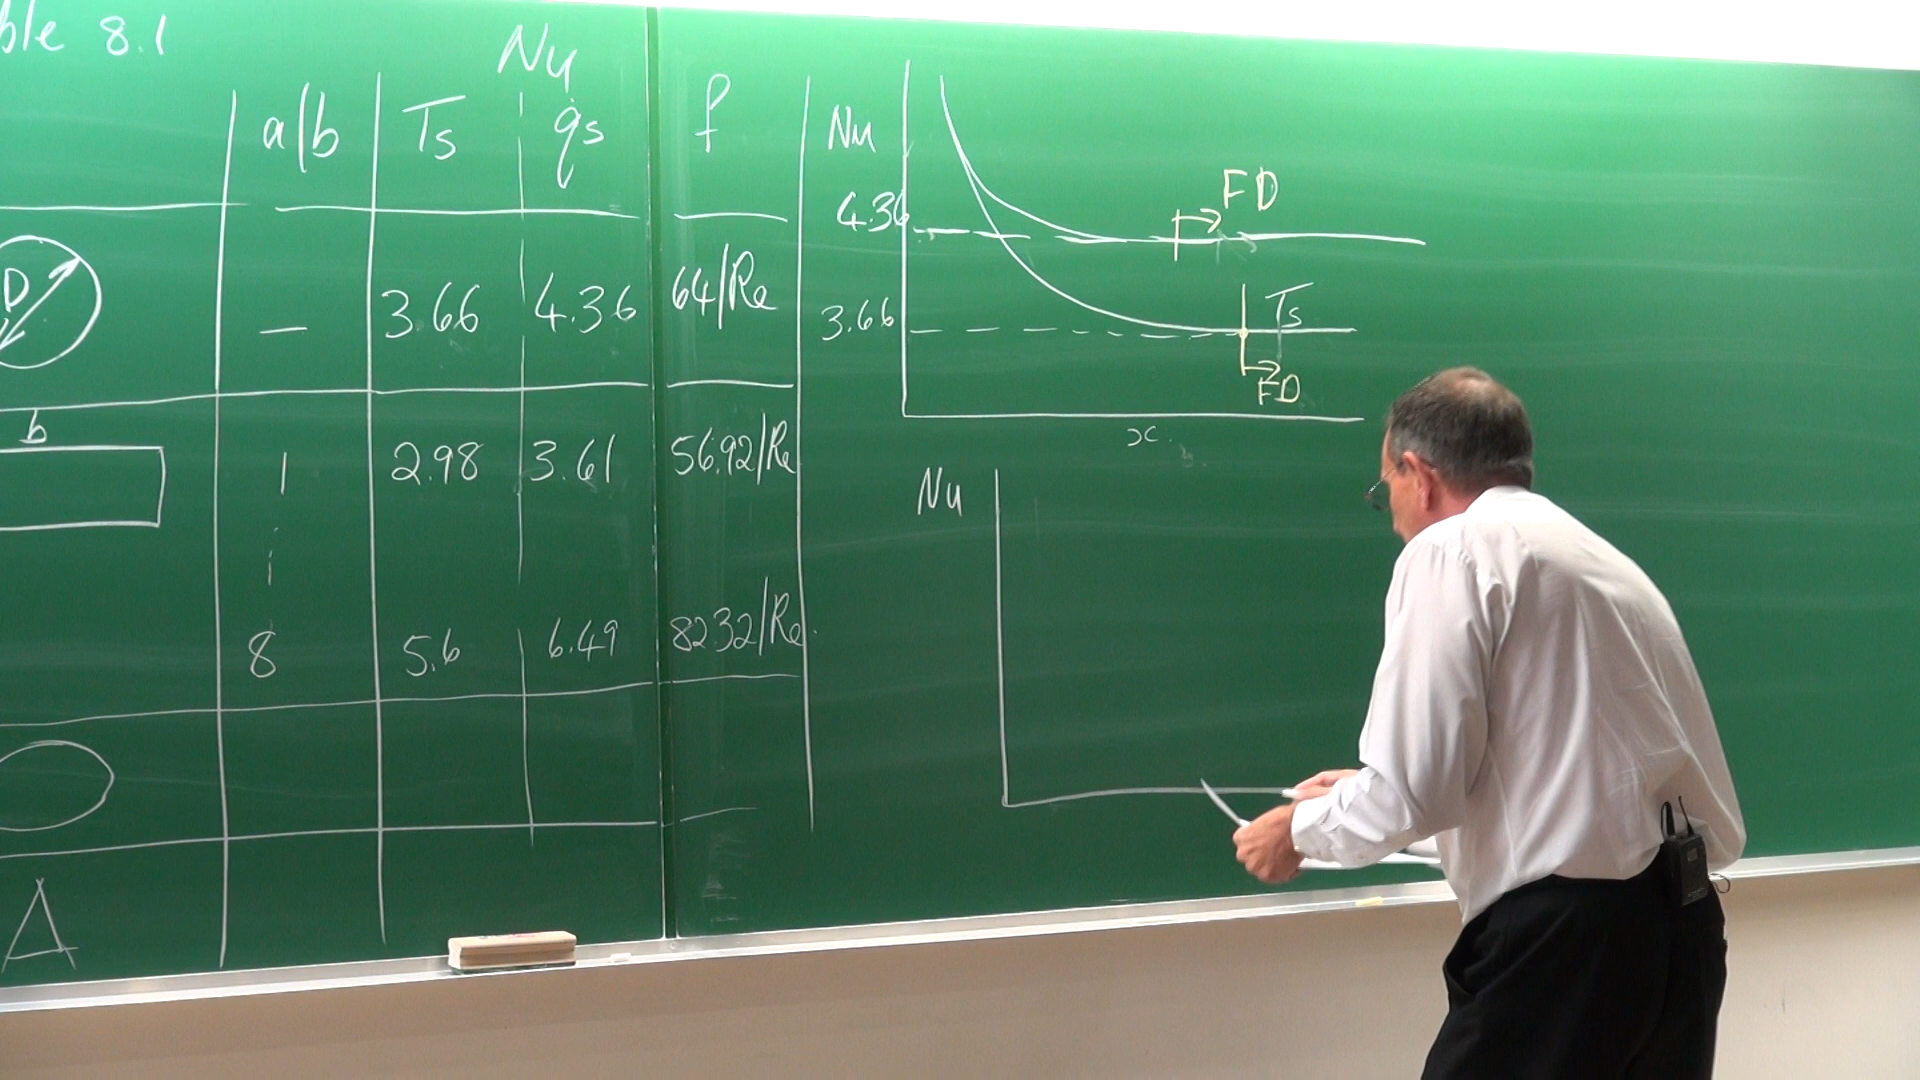 ble 8.1
Nu
a/b Ts q̇s f
D — 3.66 4.36 64/Re
b
1 2.98 3.61 56.92/Re
8 5.6 6.49 82.32/Re
Nu
4.36
FD
3.66
Ts
FD
x
Nu